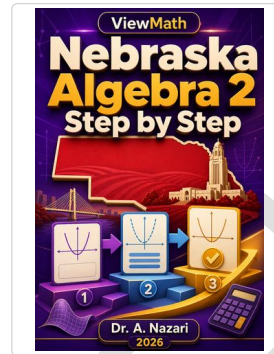 ViewMath
Nebraska
Algebra 2
Step by Step
1
2
3
Dr. A. Nazari
2026